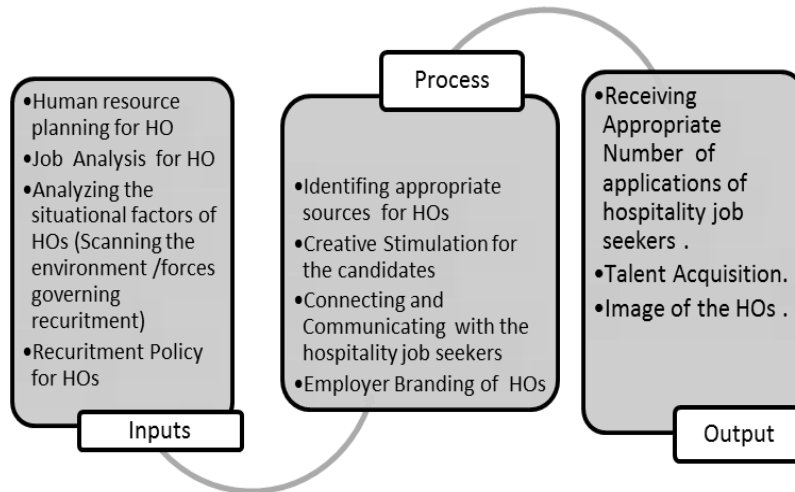 •Human resource
planning for HO
•Job Analysis for HO
•Analyzing the
situational factors of
HOs (Scanning the
environment /forces
governing
recuritment)
•Recuritment Policy
for HOs
Inputs
Process
•Identifing appropriate
sources for HOs
•Creative Stimulation for
the candidates
•Connecting and
Communicating with the
hospitality job seekers
•Employer Branding of HOs
•Receiving
Appropriate
Number of
applications of
hospitality job
seekers .
•Talent Acquisition.
•Image of the HOs .
Output